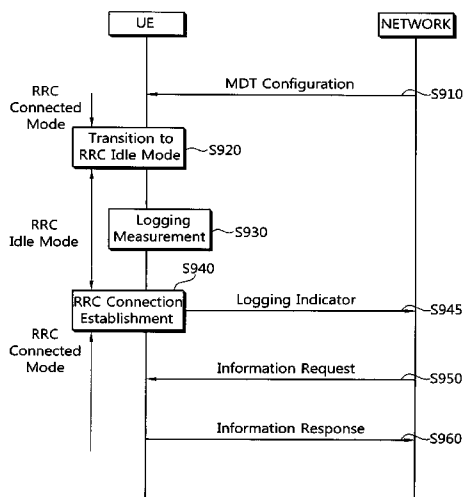 UE
NETWORK
MDT Configuration
S910
RRC
Connected
Mode
Transition to
RRC Idle Mode
S920
RRC
Idle Mode
Logging
Measurement
S930
S940
RRC Connection
Establishment
Logging Indicator
S945
RRC
Connected
Mode
Information Request
S950
Information Response
S960